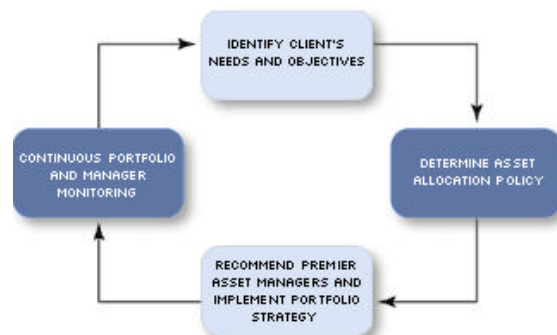 IDENTIFY CLIENT'S
NEEDS AND OBJECTIVES
DETERMINE ASSET
ALLOCATION POLICY
RECOMMEND PREMIER
ASSET MANAGERS AND
IMPLEMENT PORTFOLIO
STRATEGY
CONTINUOUS PORTFOLIO
AND MANAGER
MONITORING